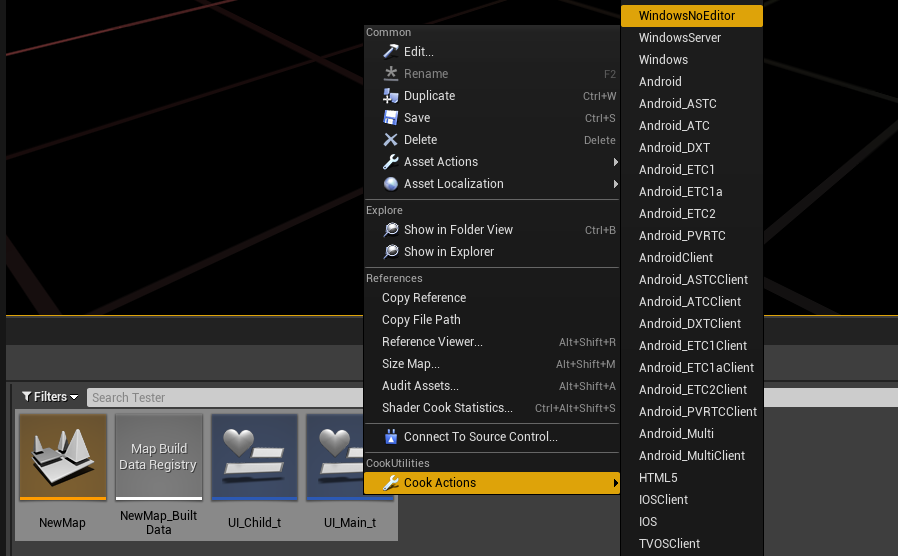 Common
Edit...
Rename F2
Duplicate Ctrl+W
Save Ctrl+S
Delete Delete
Asset Actions
Asset Localization
Explore
Show in Folder View Ctrl+B
Show in Explorer
References
Copy Reference
Copy File Path
Reference Viewer... Alt+Shift+R
Size Map... Alt+Shift+M
Audit Assets... Alt+Shift+A
Shader Cook Statistics... Ctrl+Alt+Shift+S
Connect To Source Control...
CookUtilities
Cook Actions
WindowsNoEditor
WindowsServer
Windows
Android
Android_ASTC
Android_ATC
Android_DXT
Android_ETC1
Android_ETC1a
Android_ETC2
Android_PVRTC
AndroidClient
Android_ASTCClient
Android_ATCClient
Android_DXTClient
Android_ETC1Client
Android_ETC1aClient
Android_ETC2Client
Android_PVRTCClient
Android_Multi
Android_MultiClient
HTML5
IOSClient
IOS
TVOSClient
Filters
Search Tester
Map Build
Data Registry
NewMap
NewMap_Built
Data
UI_Child_t
UI_Main_t